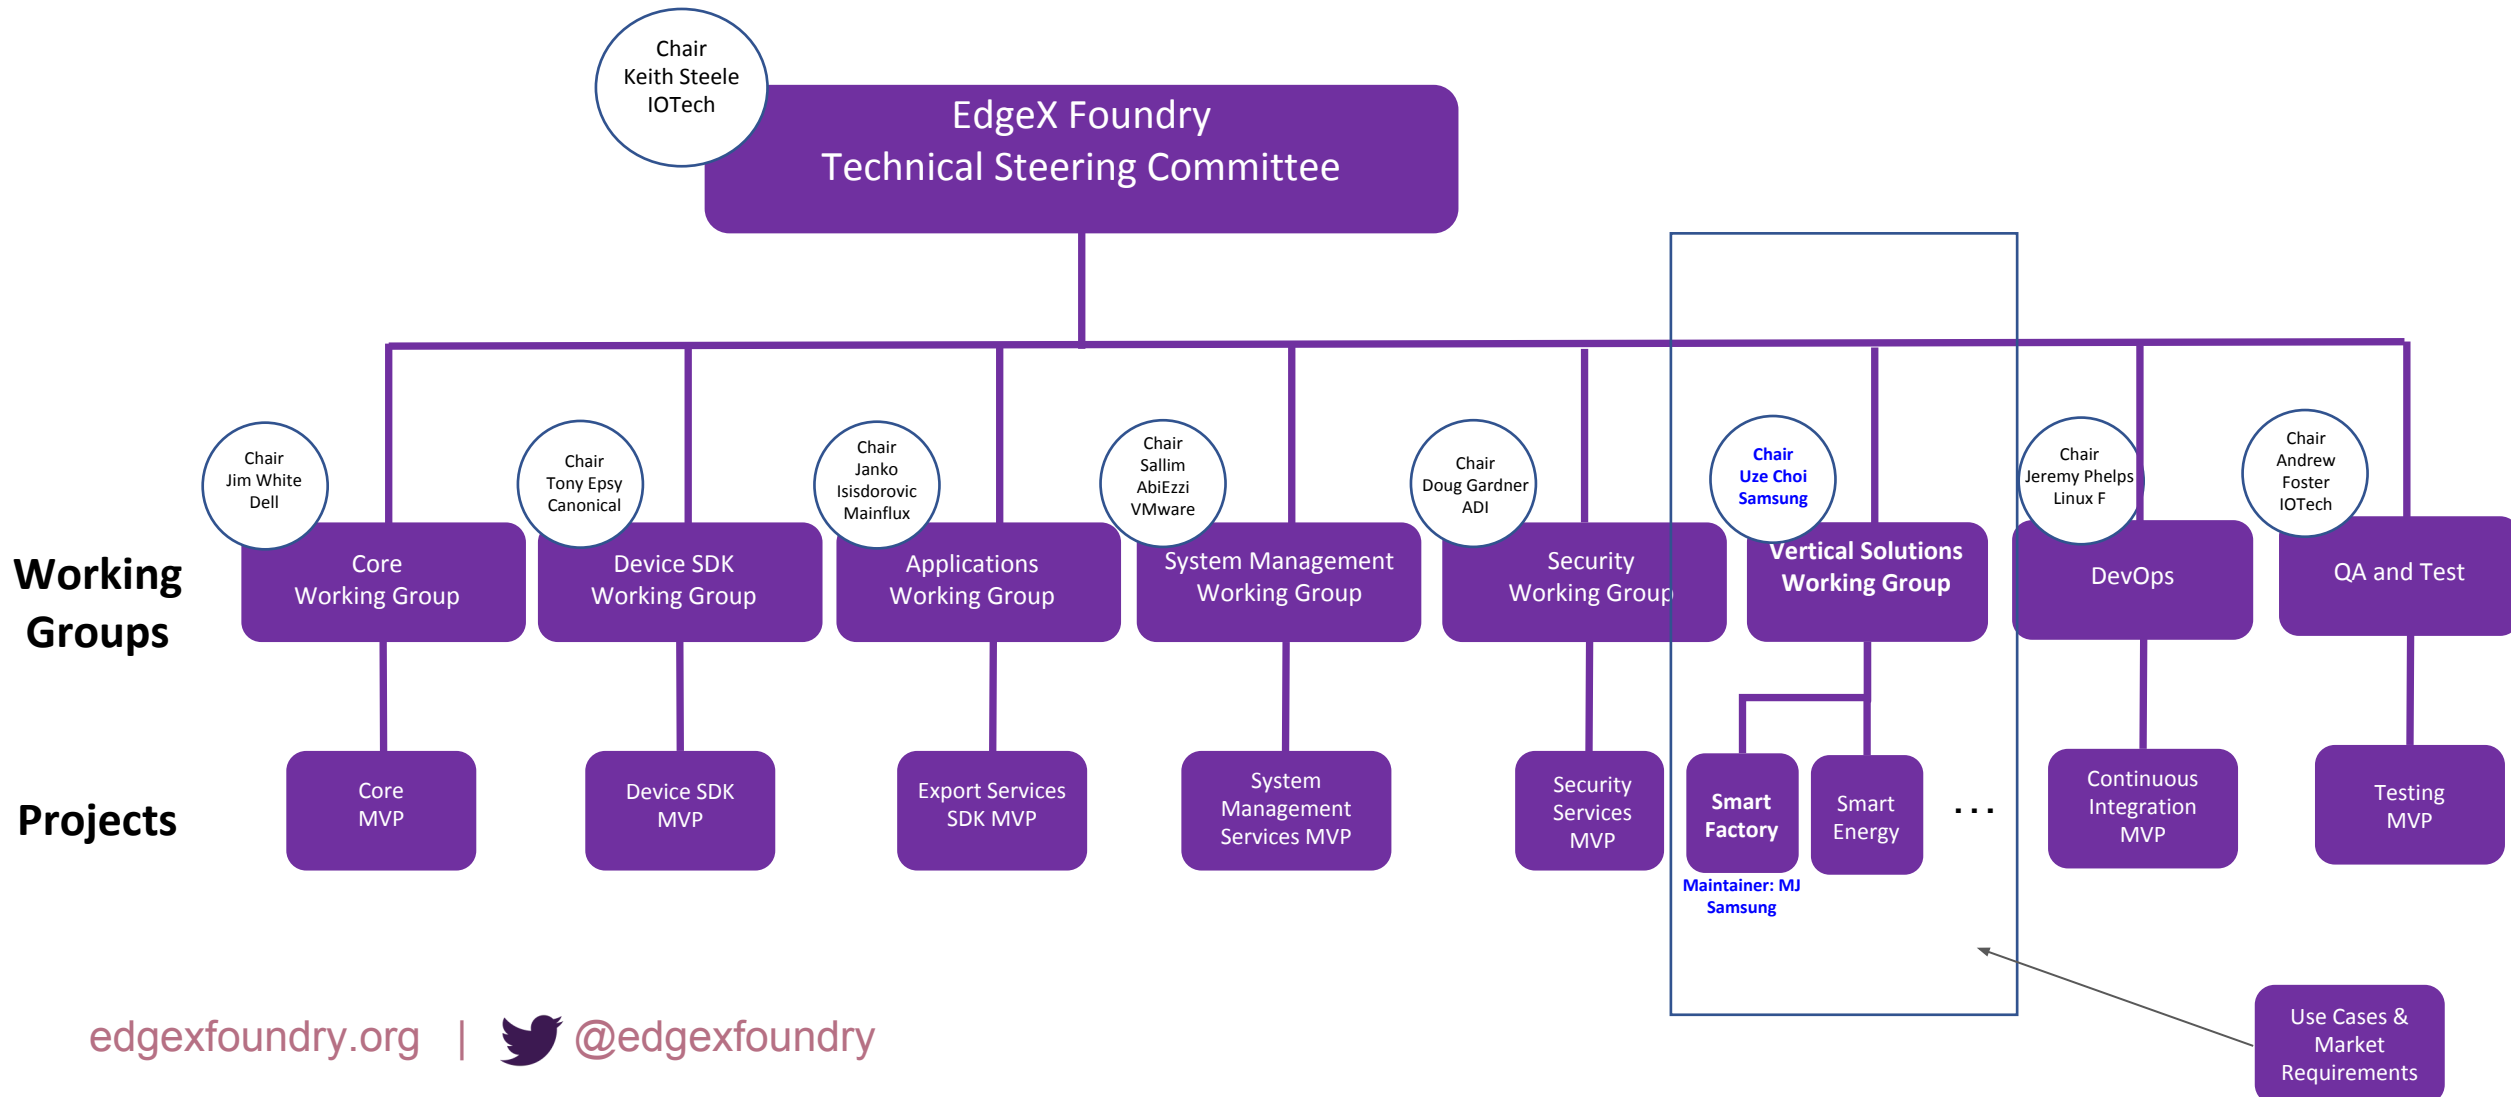 Chair
Keith Steele
IOTech
EdgeX Foundry
Technical Steering Committee
Chair
Jim White
Dell
Chair
Tony Epsy
Canonical
Chair
Janko
Isisdorovic
Mainflux
Chair
Sallim
AbiEzzi
VMware
Chair
Doug Gardner
ADI
Chair
Uze Choi
Samsung
Chair
Jeremy Phelps
Linux F
Chair
Andrew
Foster
IOTech
Working
Groups
Core
Working Group
Device SDK
Working Group
Applications
Working Group
System Management
Working Group
Security
Working Group
Vertical Solutions
Working Group
DevOps
QA and Test
Projects
Core
MVP
Device SDK
MVP
Export Services
SDK MVP
System
Management
Services MVP
Security
Services
MVP
Smart
Factory
Smart
Energy
...
Continuous
Integration
MVP
Testing
MVP
Maintainer: MJ
Samsung
Use Cases &
Market
Requirements
edgexfoundry.org | @edgexfoundry